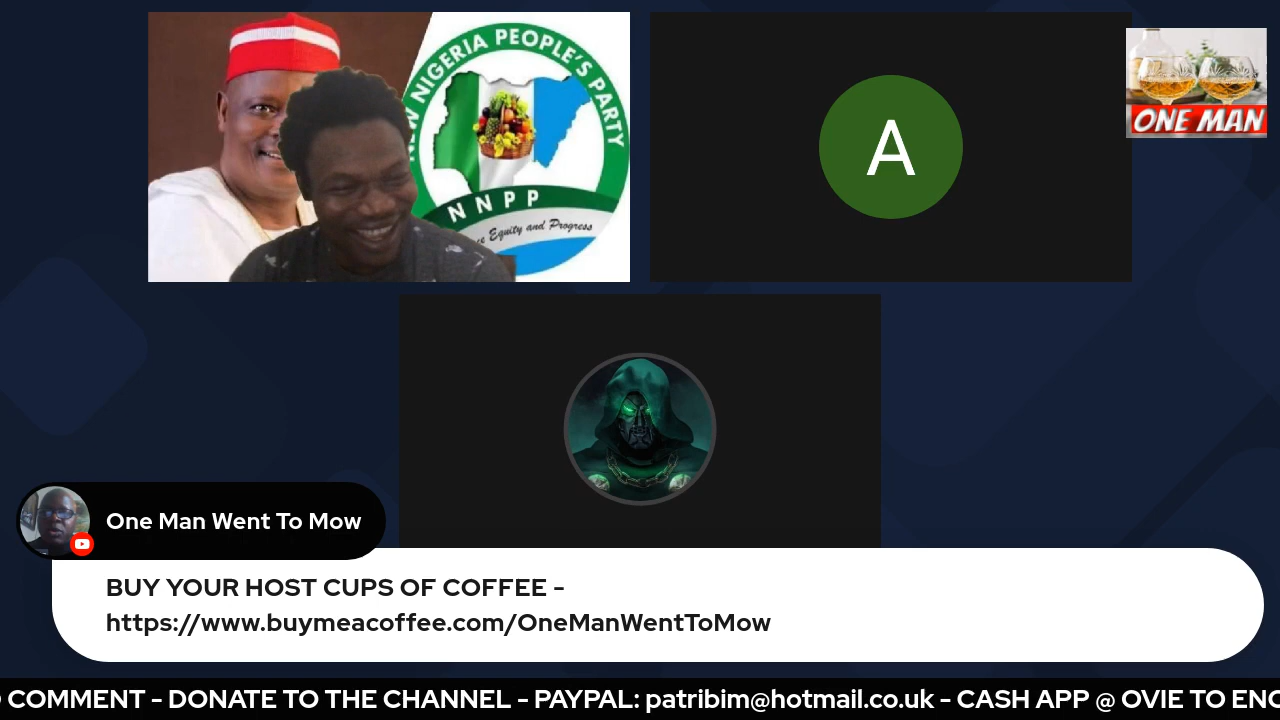 NEW NIGERIA PEOPLE'S PARTY
NNPP
Equity and Progress
A
ONE MAN
One Man Went To Mow
BUY YOUR HOST CUPS OF COFFEE -
https://www.buymeacoffee.com/OneManWentToMow
COMMENT - DONATE TO THE CHANNEL - PAYPAL: patribim@hotmail.co.uk - CASH APP @ OVIE TO